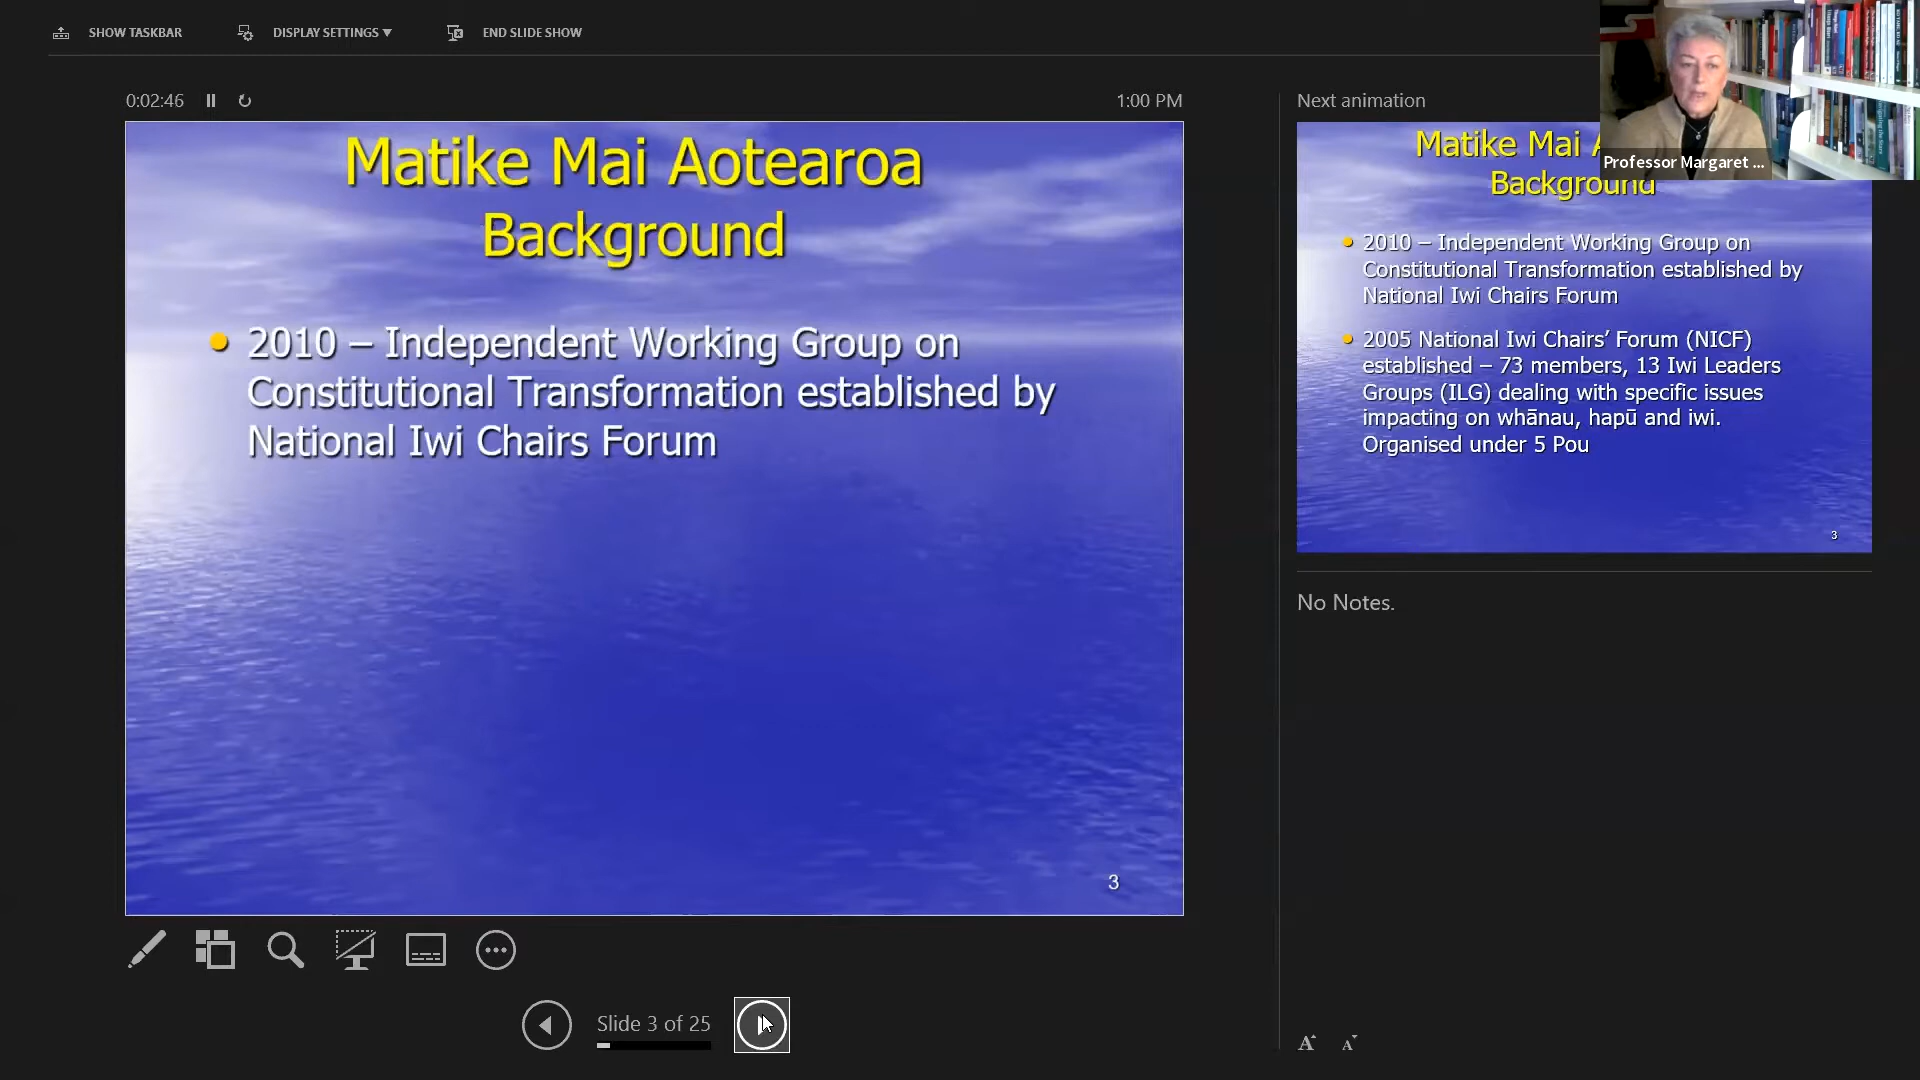 SHOW TASKBAR
DISPLAY SETTINGS ▼
END SLIDE SHOW
0:02:46
1:00 PM
Matike Mai Aotearoa
Background
2010 – Independent Working Group on
Constitutional Transformation established by
National Iwi Chairs Forum
3
Slide 3 of 25
Next animation
Professor Margaret ...
Matike Mai A
Background
2010 – Independent Working Group on
Constitutional Transformation established by
National Iwi Chairs Forum
2005 National Iwi Chairs’ Forum (NICF)
established – 73 members, 13 Iwi Leaders
Groups (ILG) dealing with specific issues
impacting on whānau, hapū and iwi.
Organised under 5 Pou
3
No Notes.
A A